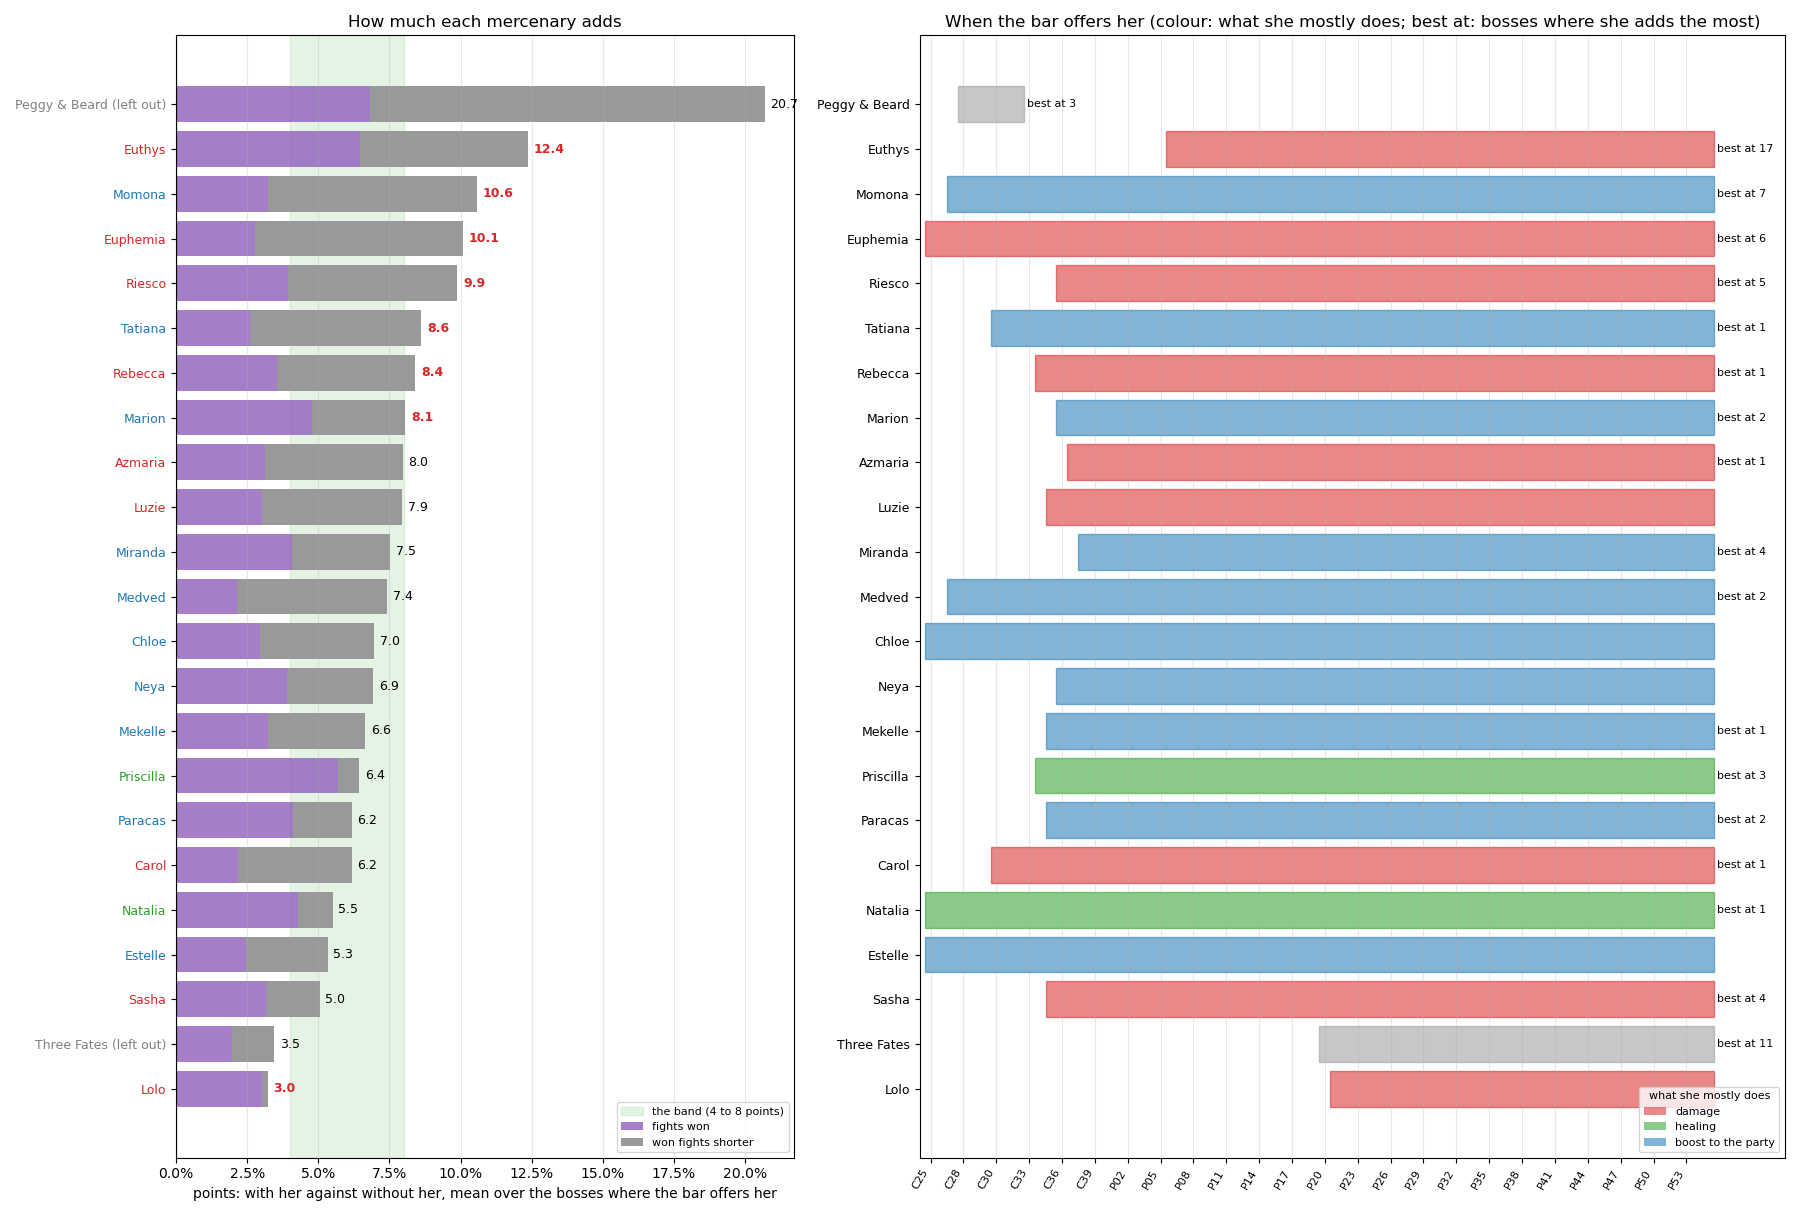 How much each mercenary adds
Peggy & Beard (left out)
20.7
Euthys
12.4
Momona
10.6
Euphemia
10.1
Riesco
9.9
Tatiana
8.6
Rebecca
8.4
Marion
8.1
Azmaria
8.0
Luzie
7.9
Miranda
7.5
Medved
7.4
Chloe
7.0
Neya
6.9
Mekelle
6.6
Priscilla
6.4
Paracas
6.2
Carol
6.2
Natalia
5.5
Estelle
5.3
Sasha
5.0
Three Fates (left out)
3.5
Lolo
3.0
the band (4 to 8 points)
fights won
won fights shorter
0.0% 2.5% 5.0% 7.5% 10.0% 12.5% 15.0% 17.5% 20.0%
points: with her against without her, mean over the bosses where the bar offers her
When the bar offers her (colour: what she mostly does; best at: bosses where she adds the most)
Peggy & Beard
best at 3
Euthys
best at 17
Momona
best at 7
Euphemia
best at 6
Riesco
best at 5
Tatiana
best at 1
Rebecca
best at 1
Marion
best at 2
Azmaria
best at 1
Luzie
Miranda
best at 4
Medved
best at 2
Chloe
Neya
Mekelle
best at 1
Priscilla
best at 3
Paracas
best at 2
Carol
best at 1
Natalia
best at 1
Estelle
Sasha
best at 4
Three Fates
best at 11
Lolo
what she mostly does
damage
healing
boost to the party
C25 C28 C30 C33 C36 C39 P02 P05 P08 P11 P14 P17 P20 P23 P26 P29 P32 P35 P38 P41 P44 P47 P50 P53